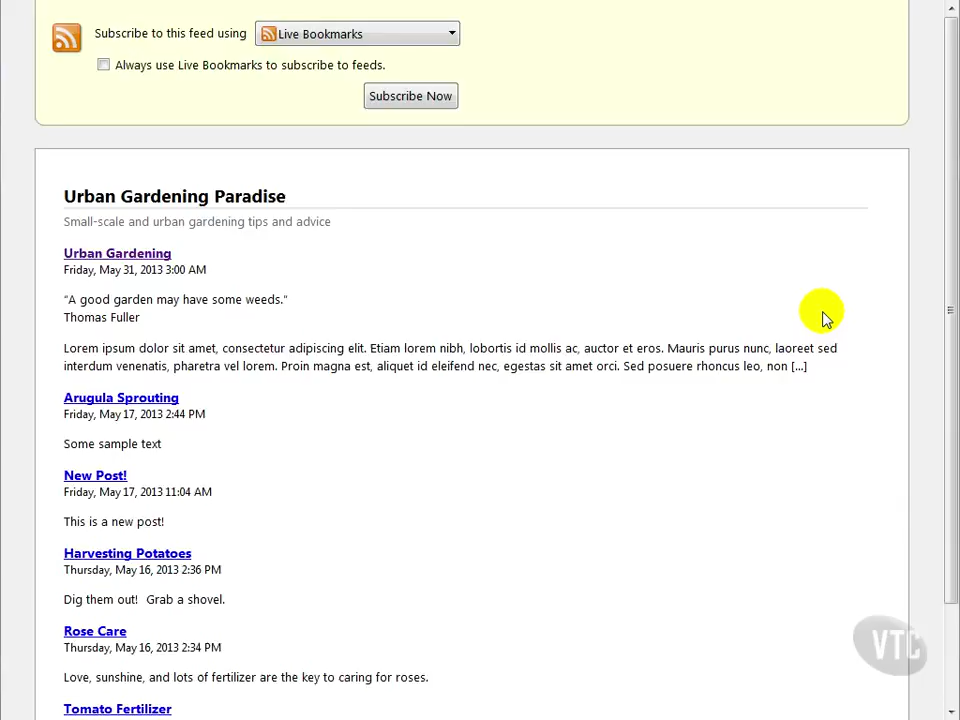 Subscribe to this feed using Live Bookmarks
Always use Live Bookmarks to subscribe to feeds.
Subscribe Now
Urban Gardening Paradise
Small-scale and urban gardening tips and advice
Urban Gardening
Friday, May 31, 2013 3:00 AM
“A good garden may have some weeds.”
Thomas Fuller
Lorem ipsum dolor sit amet, consectetur adipiscing elit. Etiam lorem nibh, lobortis id mollis ac, auctor et eros. Mauris purus nunc, laoreet sed
interdum venenatis, pharetra vel lorem. Proin magna est, aliquet id eleifend nec, egestas sit amet orci. Sed posuere rhoncus leo, non [...]
Arugula Sprouting
Friday, May 17, 2013 2:44 PM
Some sample text
New Post!
Friday, May 17, 2013 11:04 AM
This is a new post!
Harvesting Potatoes
Thursday, May 16, 2013 2:36 PM
Dig them out!  Grab a shovel.
Rose Care
Thursday, May 16, 2013 2:34 PM
VTC
Love, sunshine, and lots of fertilizer are the key to caring for roses.
Tomato Fertilizer